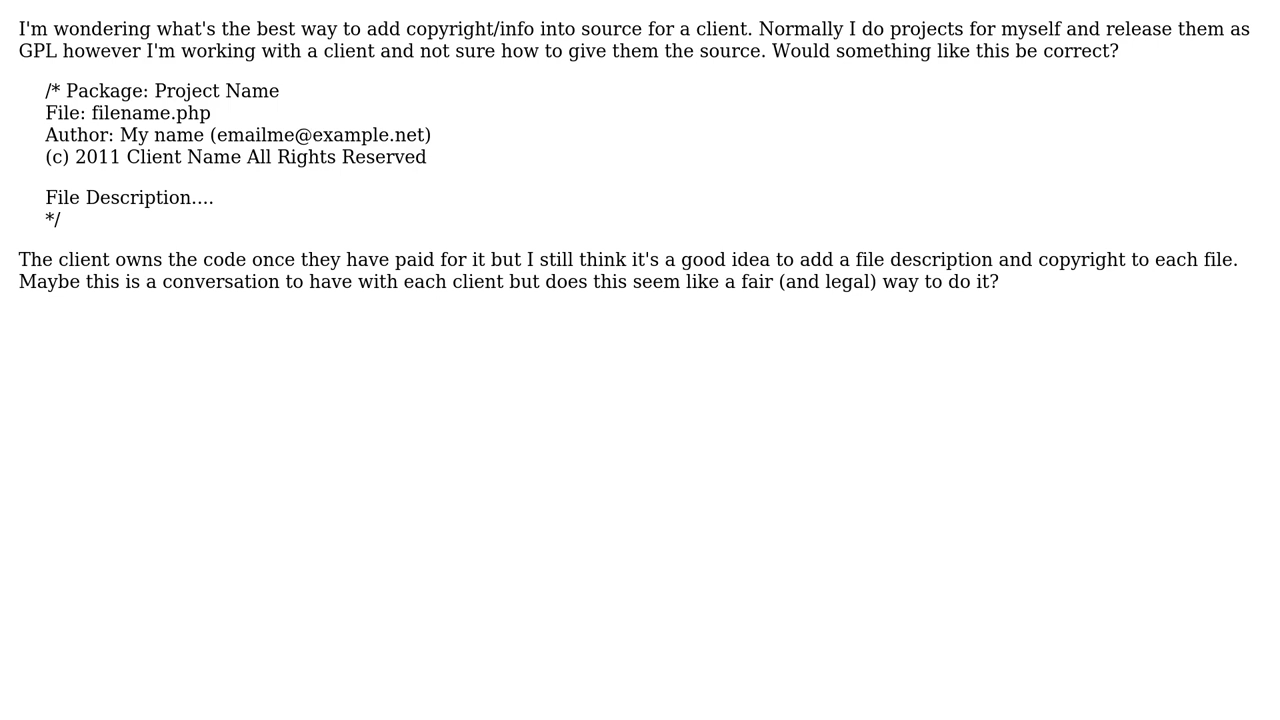 I'm wondering what's the best way to add copyright/info into source for a client. Normally I do projects for myself and release them as
GPL however I'm working with a client and not sure how to give them the source. Would something like this be correct?
/* Package: Project Name
File: filename.php
Author: My name (emailme@example.net)
(c) 2011 Client Name All Rights Reserved
File Description....
*/
The client owns the code once they have paid for it but I still think it's a good idea to add a file description and copyright to each file.
Maybe this is a conversation to have with each client but does this seem like a fair (and legal) way to do it?